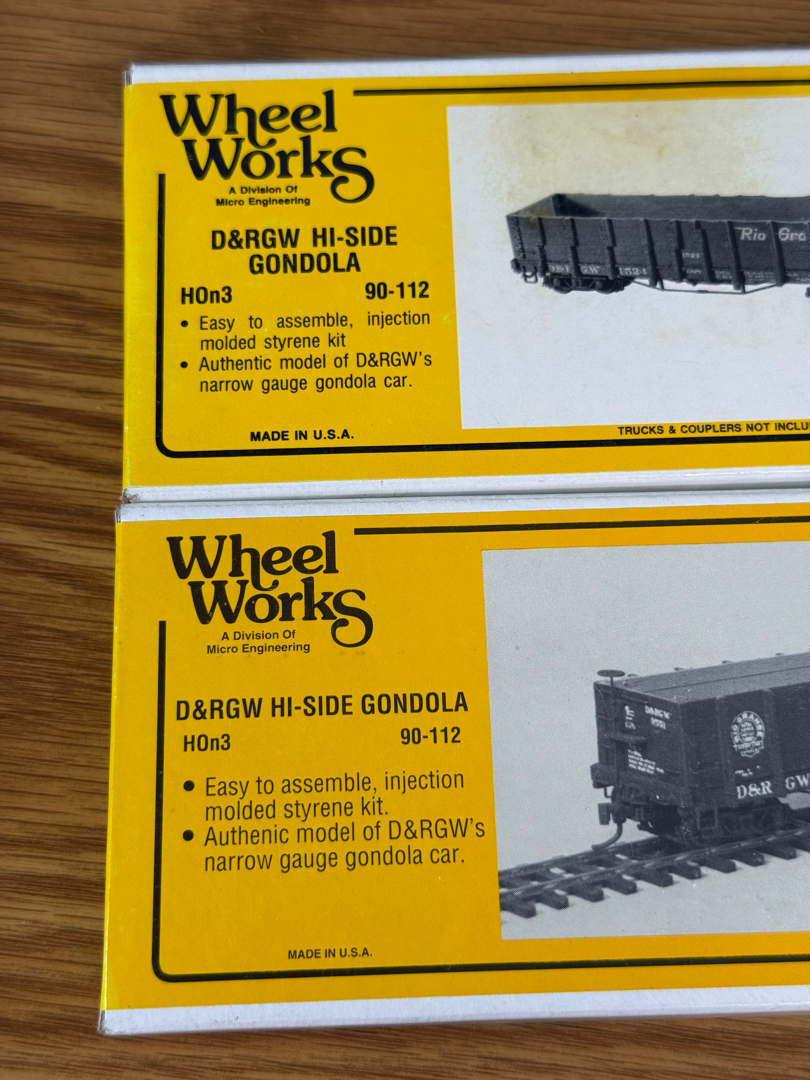 Wheel
Works
A Division Of
Micro Engineering
D&RGW HI-SIDE
GONDOLA
HOn3 90-112
• Easy to assemble, injection
molded styrene kit
• Authentic model of D&RGW's
narrow gauge gondola car.
MADE IN U.S.A.
Rio Gra
1524
TRUCKS & COUPLERS NOT INCLU
Wheel
Works
A Division Of
Micro Engineering
D&RGW HI-SIDE GONDOLA
HOn3 90-112
• Easy to assemble, injection
molded styrene kit.
• Authenic model of D&RGW's
narrow gauge gondola car.
MADE IN U.S.A.
D&RGW
RIO GRANDE
D&R GW